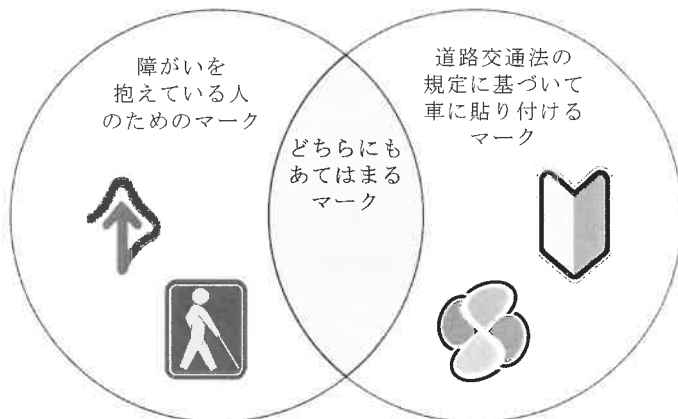 障がいを
抱えている人
のためのマーク
どちらにも
あてはまる
マーク
道路交通法の
規定に基づいて
車に貼り付ける
マーク